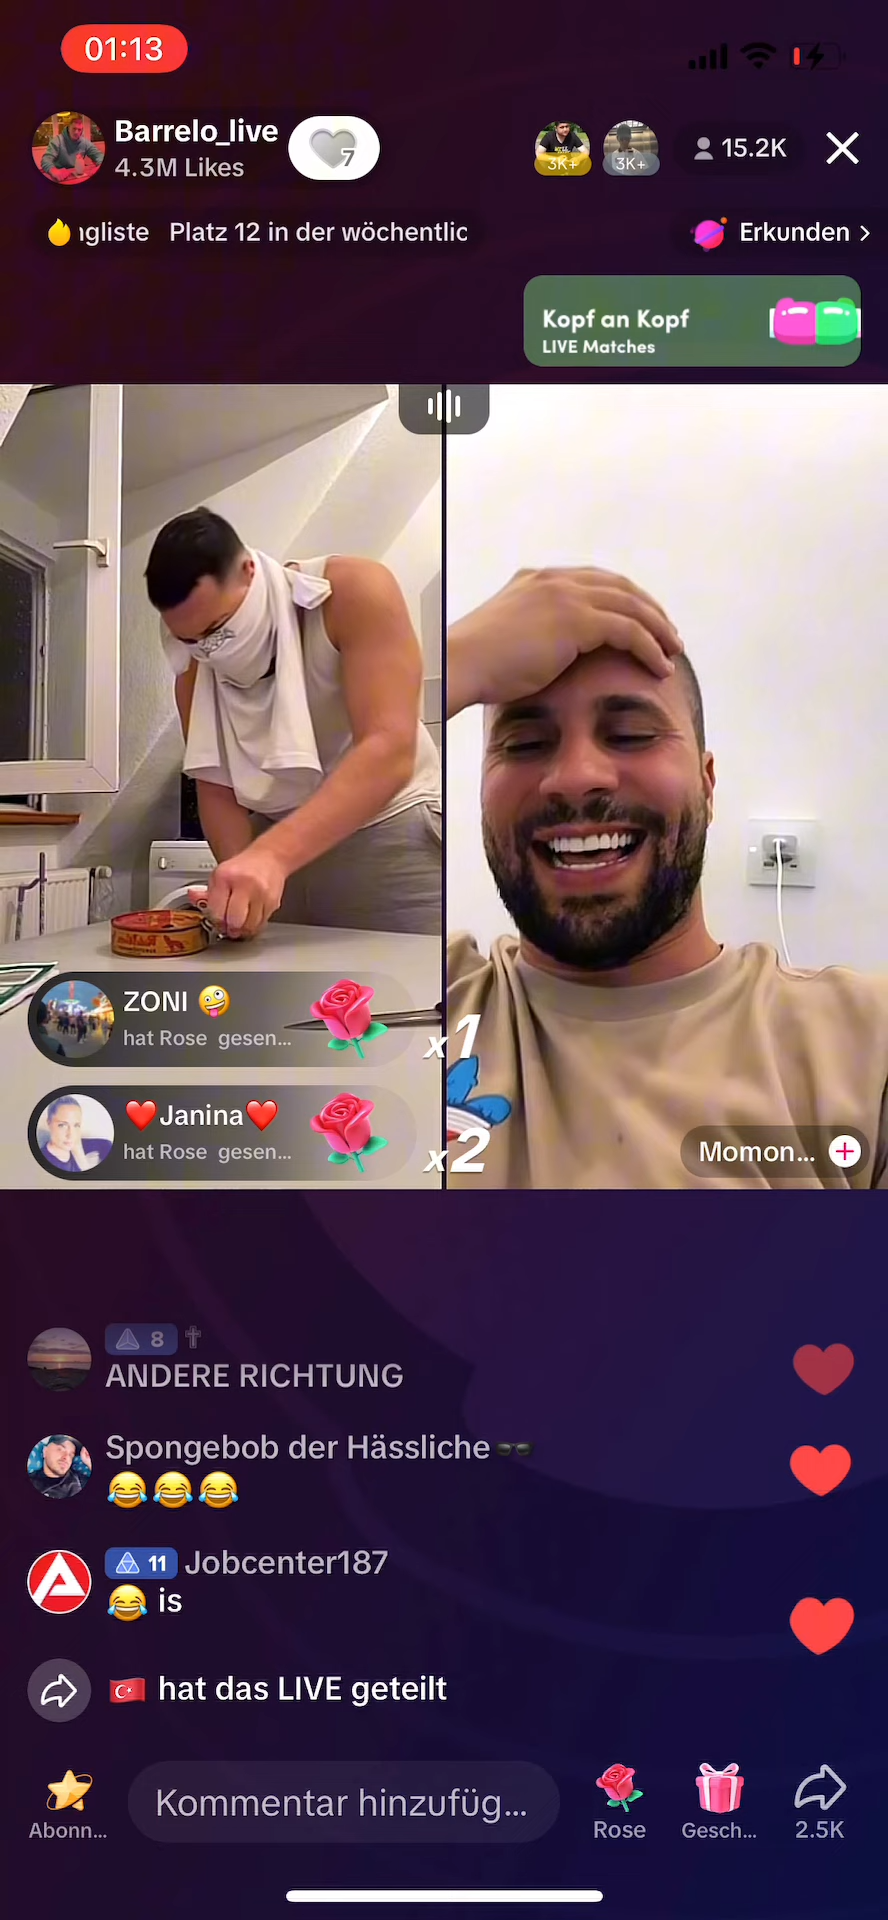 01:13
Barrelo_live
4.3M Likes
7
3K+
3K+
15.2K
ngliste Platz 12 in der wöchentlic
Erkunden >
Kopf an Kopf
LIVE Matches
ZONI 🤪
hat Rose gesen...
x1
❤️Janina❤️
hat Rose gesen...
x2
Momon...
8 ✝️
ANDERE RICHTUNG
Spongebob der Hässliche🕶️
😂😂😂
11 Jobcenter187
😂 is
🇹🇷 hat das LIVE geteilt
Abonn...
Kommentar hinzufüg...
Rose
Gesch...
2.5K